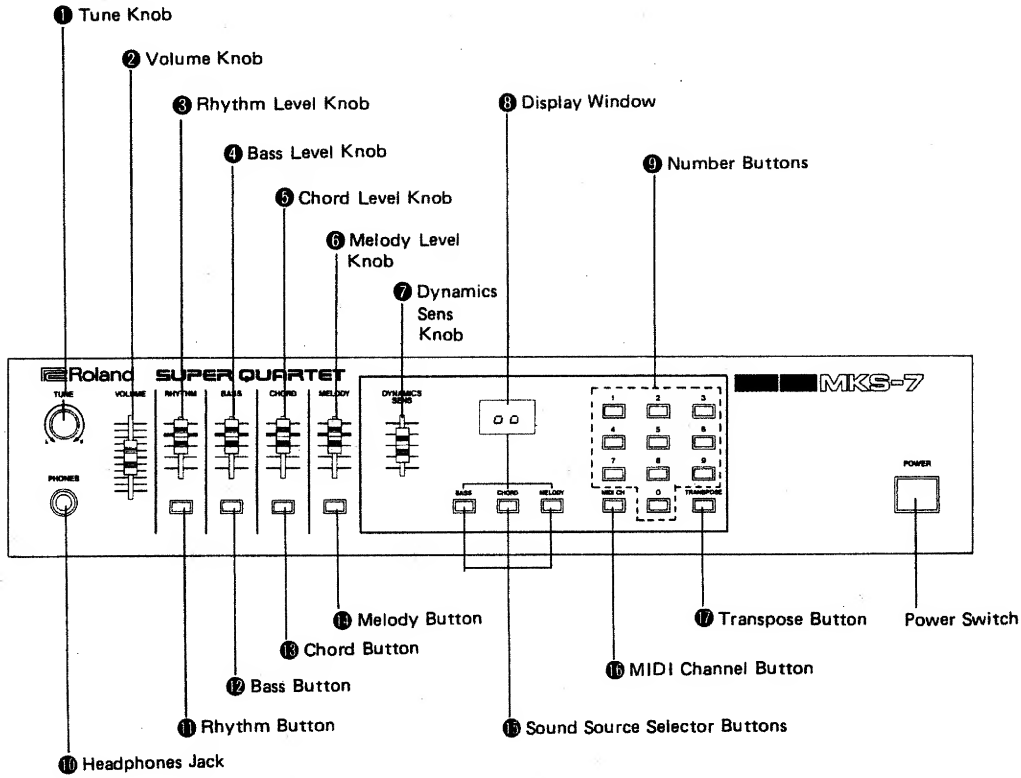 ❶ Tune Knob
❷ Volume Knob
❸ Rhythm Level Knob
❽ Display Window
❹ Bass Level Knob
❾ Number Buttons
❺ Chord Level Knob
❻ Melody Level
Knob
❼ Dynamics
Sens
Knob
Roland SUPER QUARTET
MKS-7
TUNE VOLUME RHYTHM BASS CHORD MELODY DYNAMICS
SENS
1 2 3
4 5 6
7 8 9
POWER
PHONES
BASS CHORD MELODY MIDI CH 0 TRANSPOSE
⓮ Melody Button
⓱ Transpose Button
Power Switch
⓭ Chord Button
⓰ MIDI Channel Button
⓬ Bass Button
⓫ Rhythm Button
⓯ Sound Source Selector Buttons
❿ Headphones Jack